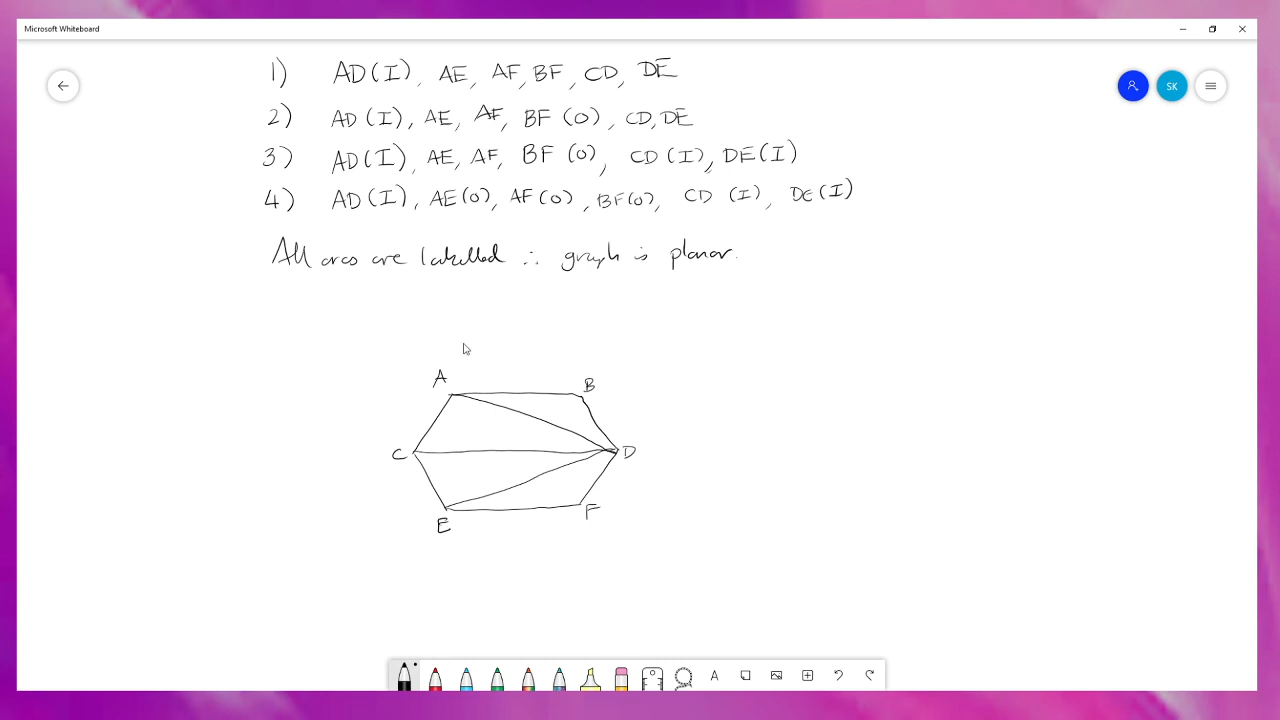 Microsoft Whiteboard
SK
1) AD(I), AE, AF, BF, CD, DE
2) AD (I), AE, AF, BF (O), CD, DE
3) AD(I), AE, AF, BF (O), CD (I), DE(I)
4) AD(I), AE(O), AF(O), BF(O), CD (I), DE(I)
All arcs are labelled ∴ graph is planar.
A
B
C
D
E
F
A